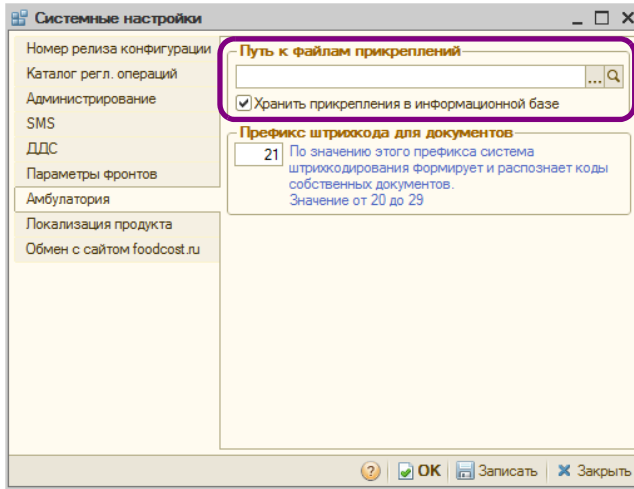 Системные настройки
Номер релиза конфигурации
Каталог регл. операций
Администрирование
SMS
ДДС
Параметры фронтов
Амбулатория
Локализация продукта
Обмен с сайтом foodcost.ru
Путь к файлам прикреплений
...
Хранить прикрепления в информационной базе
Префикс штрихкода для документов
21
По значению этого префикса система
штрихкодирования формирует и распознает коды
собственных документов.
Значение от 20 до 29
? OK Записать Закрыть